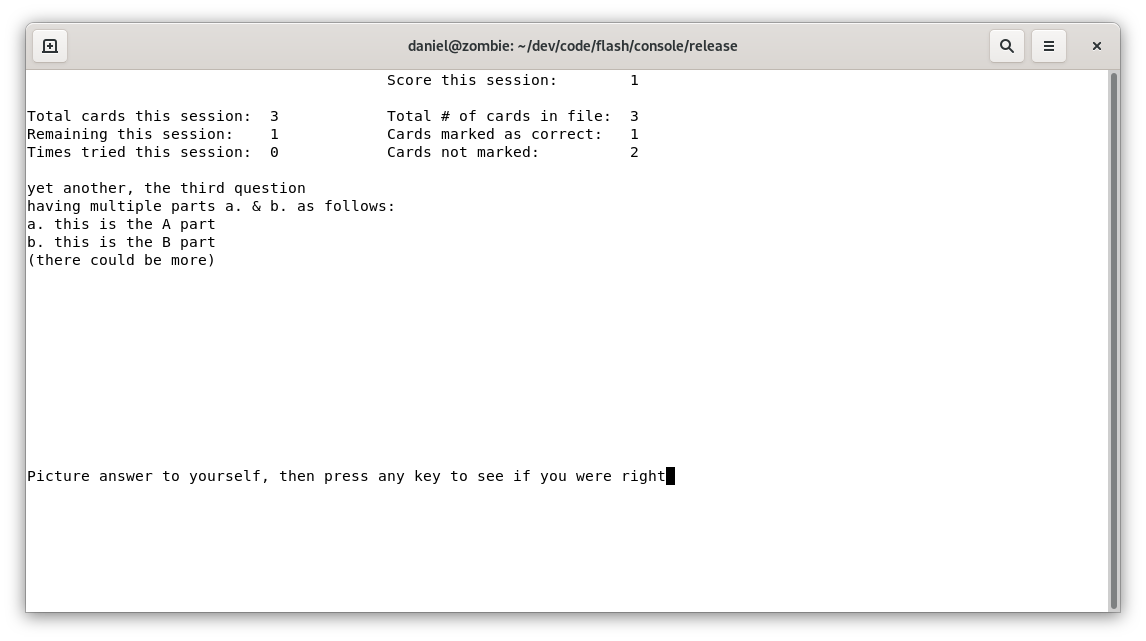 daniel@zombie: ~/dev/code/flash/console/release
Score this session: 1
Total cards this session: 3 Total # of cards in file: 3
Remaining this session: 1 Cards marked as correct: 1
Times tried this session: 0 Cards not marked: 2
yet another, the third question
having multiple parts a. & b. as follows:
a. this is the A part
b. this is the B part
(there could be more)
Picture answer to yourself, then press any key to see if you were right